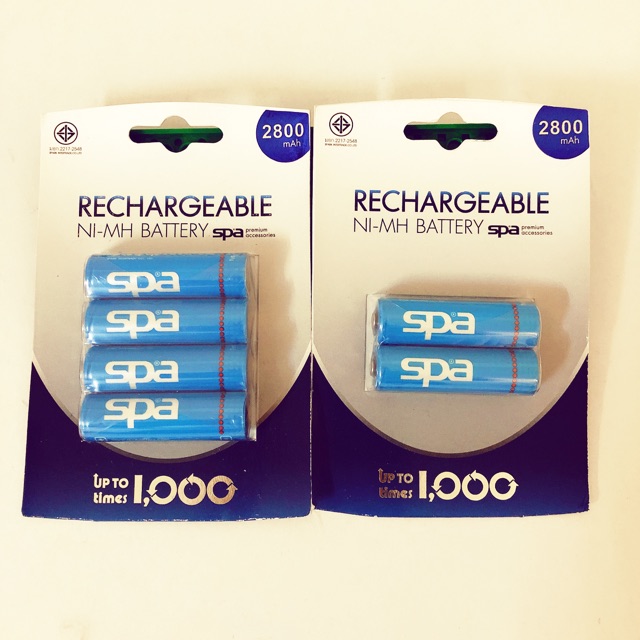 2800
mAh
RECHARGEABLE
NI-MH BATTERY spa premium
accessories
spa
spa
spa
spa
UP TO
times 1,000
2800
mAh
RECHARGEABLE
NI-MH BATTERY spa premium
accessories
spa
spa
UP TO
times 1,000